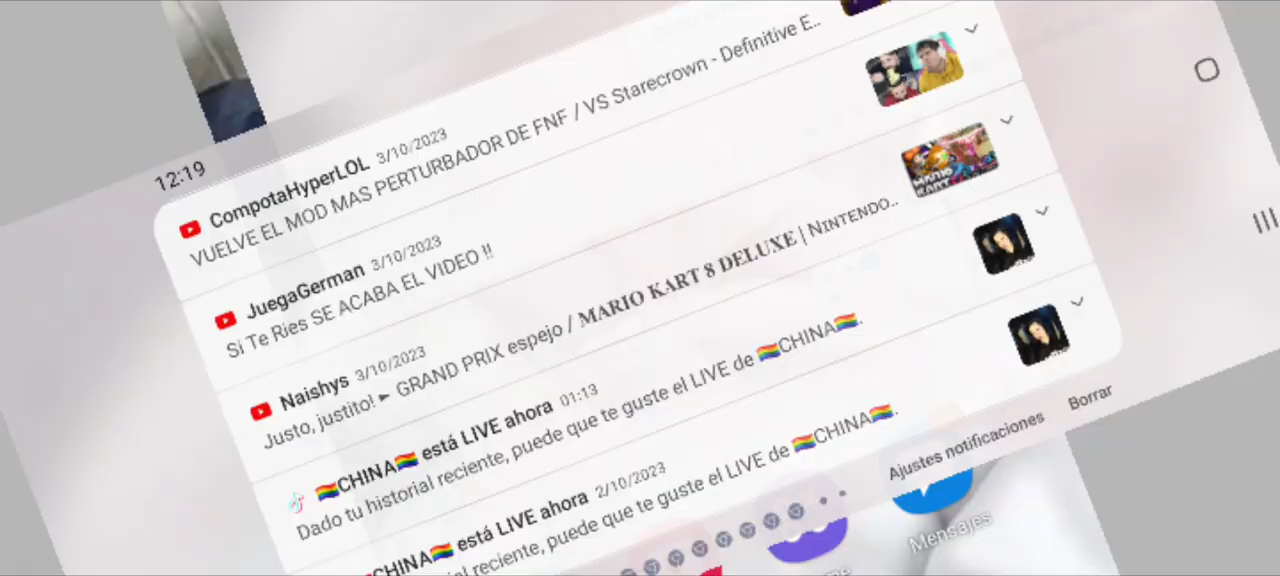 12:19
CompotaHyperLOL 3/10/2023
VUELVE EL MOD MAS PERTURBADOR DE FNF / VS Starecrown - Definitive E..
JuegaGerman 3/10/2023
Si Te Ries SE ACABA EL VIDEO !!
Naishys 3/10/2023
Justo, justito! ► GRAND PRIX espejo / 𝐌𝐀𝐑𝐈𝐎 𝐊𝐀𝐑𝐓 𝟖 𝐃𝐄𝐋𝐔𝐗𝐄 | Nɪɴᴛᴇɴᴅᴏ..
MARIO KART
🏳️‍🌈CHINA🏳️‍🌈 está LIVE ahora 01:13
Dado tu historial reciente, puede que te guste el LIVE de 🏳️‍🌈CHINA🏳️‍🌈.
CHINA🏳️‍🌈 está LIVE ahora 2/10/2023
reciente, puede que te guste el LIVE de 🏳️‍🌈CHINA🏳️‍🌈.
Ajustes notificaciones Borrar
Mensajes